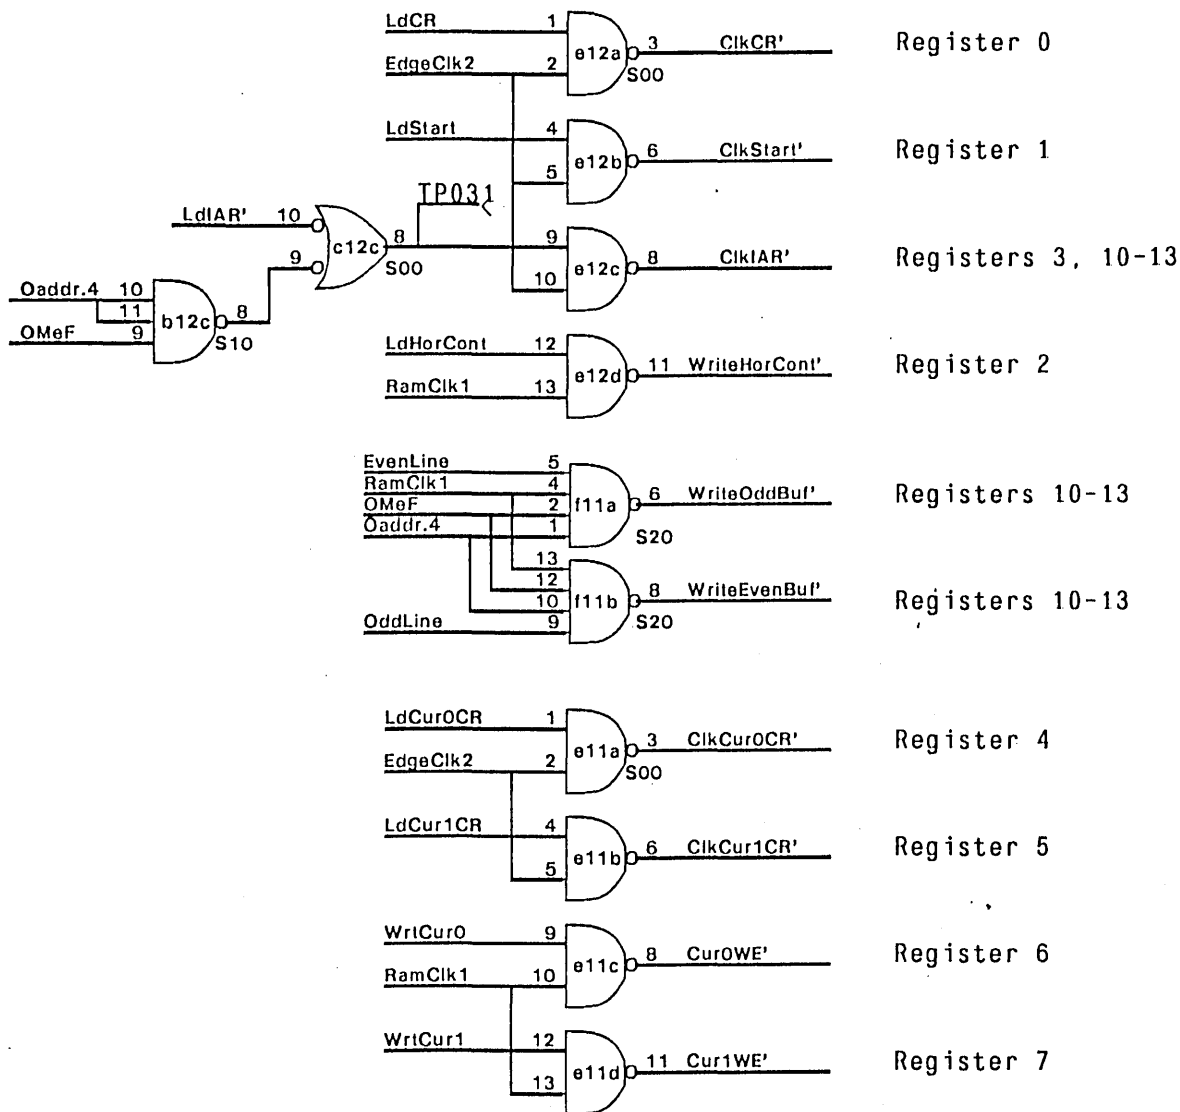 LdCR 1
e12a 3 ClkCR' Register 0
EdgeClk2 2
S00
LdStart 4
e12b 6 ClkStart' Register 1
5
TP031
LdIAR' 10
c12c 8 9
S00
e12c 8 ClkIAR' Registers 3, 10-13
9
10
Oaddr.4 10
11 b12c 8
OMeF 9
S10
LdHorCont 12
e12d 11 WriteHorCont' Register 2
RamClk1 13
EvenLine 5
RamClk1 4
f11a 6 WriteOddBuf' Registers 10-13
OMeF 2
Oaddr.4 1
S20
13
12
f11b 8 WriteEvenBuf' Registers 10-13
10
OddLine 9
S20
LdCur0CR 1
e11a 3 ClkCur0CR' Register 4
EdgeClk2 2
S00
LdCur1CR 4
e11b 6 ClkCur1CR' Register 5
5
WrtCur0 9
e11c 8 Cur0WE' Register 6
RamClk1 10
WrtCur1 12
e11d 11 Cur1WE' Register 7
13